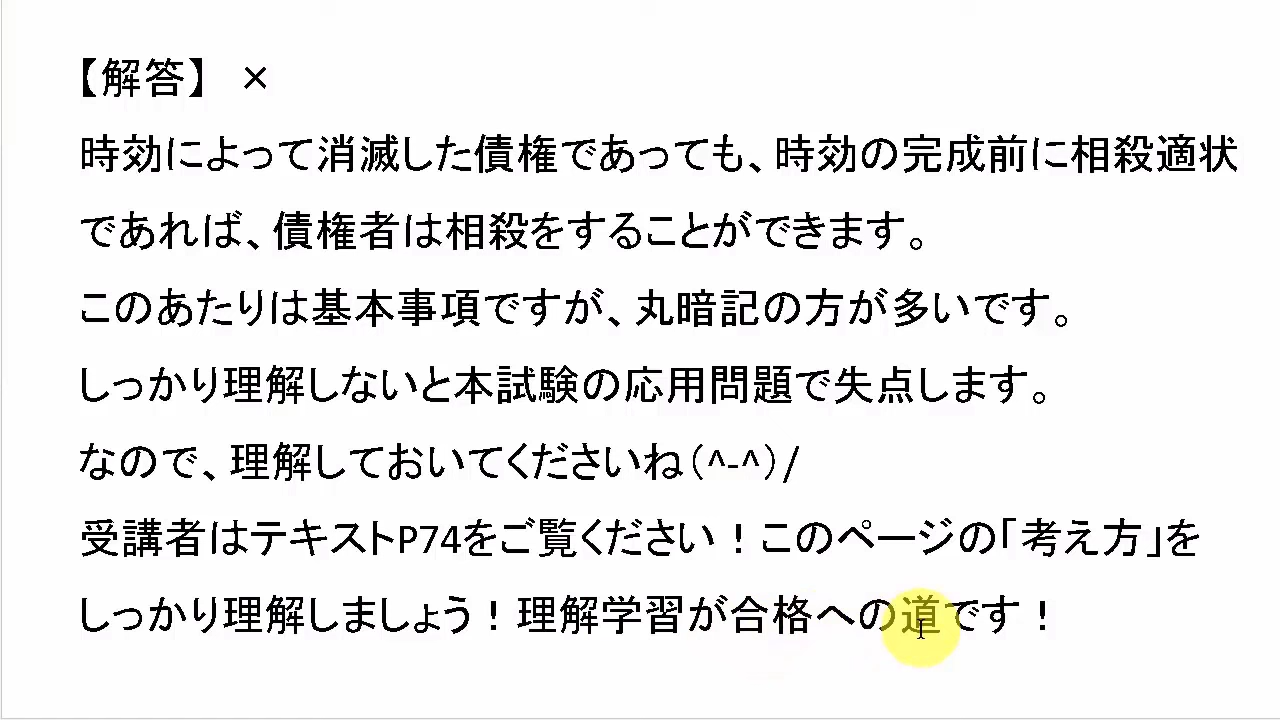 【解答】 ×
時効によって消滅した債権であっても、時効の完成前に相殺適状
であれば、債権者は相殺をすることができます。
このあたりは基本事項ですが、丸暗記の方が多いです。
しっかり理解しないと本試験の応用問題で失点します。
なので、理解しておいてくださいね（^-^）/
受講者はテキストP74をご覧ください！このページの「考え方」を
しっかり理解しましょう！理解学習が合格への道です！